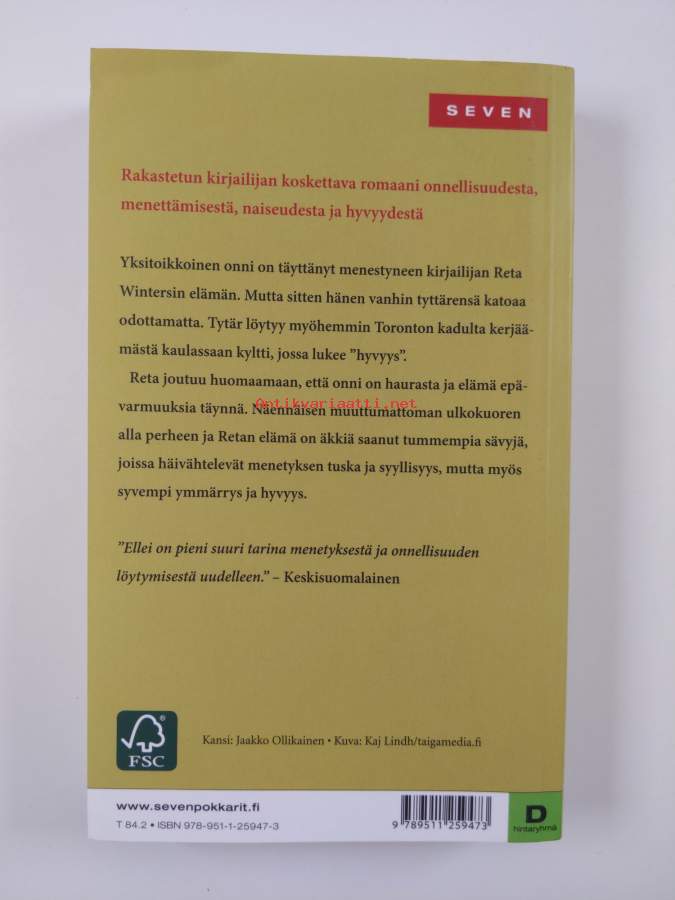 SEVEN
Rakastetun kirjailijan koskettava romaani onnellisuudesta,
menettämisestä, naiseudesta ja hyvyydestä
Yksitoikkoinen onni on täyttänyt menestyneen kirjailijan Reta
Wintersin elämän. Mutta sitten hänen vanhin tyttärensä katoaa
odottamatta. Tytär löytyy myöhemmin Toronton kadulta kerjää-
mästä kaulassaan kyltti, jossa lukee ”hyvyys”.
Reta joutuu huomaamaan, että onni on haurasta ja elämä epä-
varmuuksia täynnä. Näennäisen muuttumattoman ulkokuoren
Antikvariaatti.net
alla perheen ja Retan elämä on äkkiä saanut tummempia sävyjä,
joissa häivähtelevät menetyksen tuska ja syyllisyys, mutta myös
syvempi ymmärrys ja hyvyys.
”Ellei on pieni suuri tarina menetyksestä ja onnellisuuden
löytymisestä uudelleen.” – Keskisuomalainen
FSC
Kansi: Jaakko Ollikainen • Kuva: Kaj Lindh/taigamedia.fi
www.sevenpokkarit.fi
T 84.2 • ISBN 978-951-1-25947-3
9 789511 259473
D
hintaryhmä